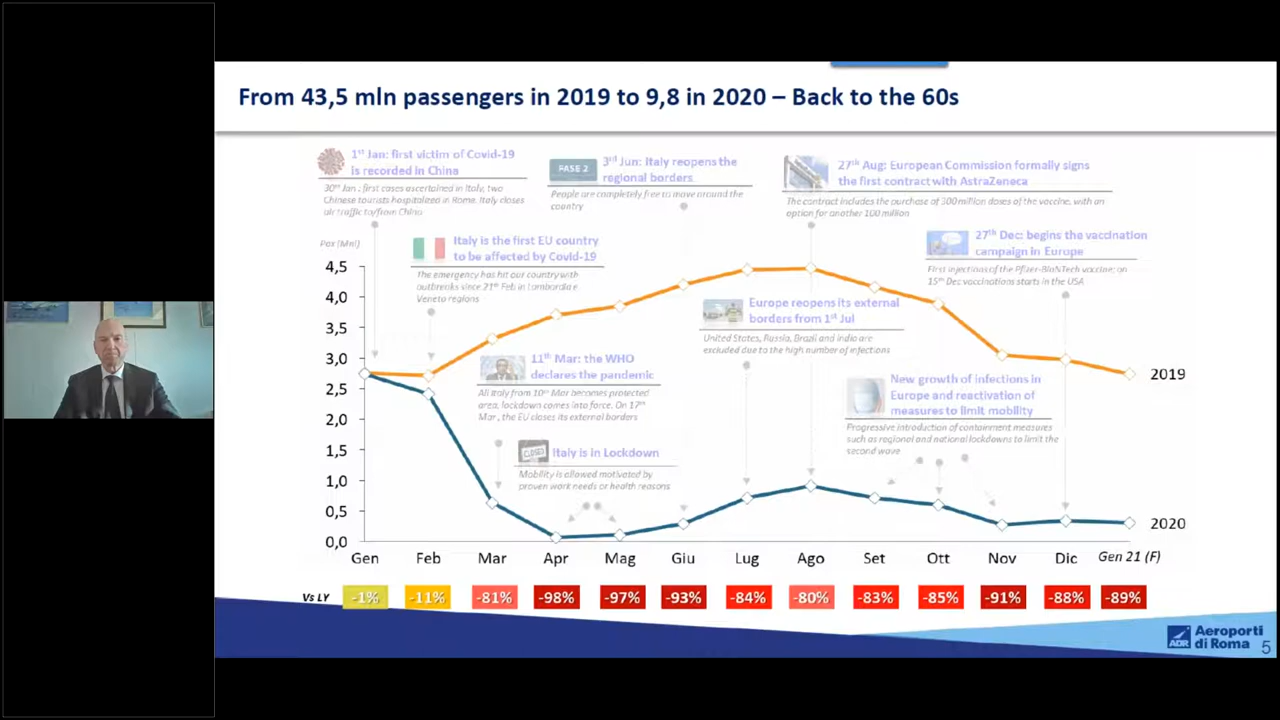 From 43,5 mln passengers in 2019 to 9,8 in 2020 – Back to the 60s
1st Jan: first victim of Covid-19
is recorded in China
30th Jan : first cases ascertained in Italy, two
Chinese tourists hospitalized in Rome. Italy closes
air traffic to/from China
FASE 2
3rd Jun: Italy reopens the
regional borders
People are completely free to move around the
country
27th Aug: European Commission formally signs
the first contract with AstraZeneca
The contract includes the purchase of 300 million doses of the vaccine, with an
option for another 100 million
Italy is the first EU country
to be affected by Covid-19
The emergency has hit our country with
outbreaks since 21st Feb in Lombardia e
Veneto regions
27th Dec: begins the vaccination
campaign in Europe
First injections of the Pfizer-BioNTech vaccine; on
15th Dec vaccinations starts in the USA
Europe reopens its external
borders from 1st Jul
United States, Russia, Brazil and India are
excluded due to the high number of infections
11th Mar: the WHO
declares the pandemic
All Italy from 10th Mar becomes protected
area, lockdown comes into force. On 17th
Mar , the EU closes its external borders
New growth of infections in
Europe and reactivation of
measures to limit mobility
Progressive introduction of containment measures
such as regional and national lockdowns to limit the
second wave
CLOSED
Italy is in Lockdown
Mobility is allowed motivated by
proven work needs or health reasons
Pax (Mnl)
4,5
4,0
3,5
3,0
2,5
2,0
1,5
1,0
0,5
0,0
2019
2020
Gen Feb Mar Apr Mag Giu Lug Ago Set Ott Nov Dic Gen 21 (F)
Vs LY -1% -11% -81% -98% -97% -93% -84% -80% -83% -85% -91% -88% -89%
ADR
Aeroporti
di Roma
5